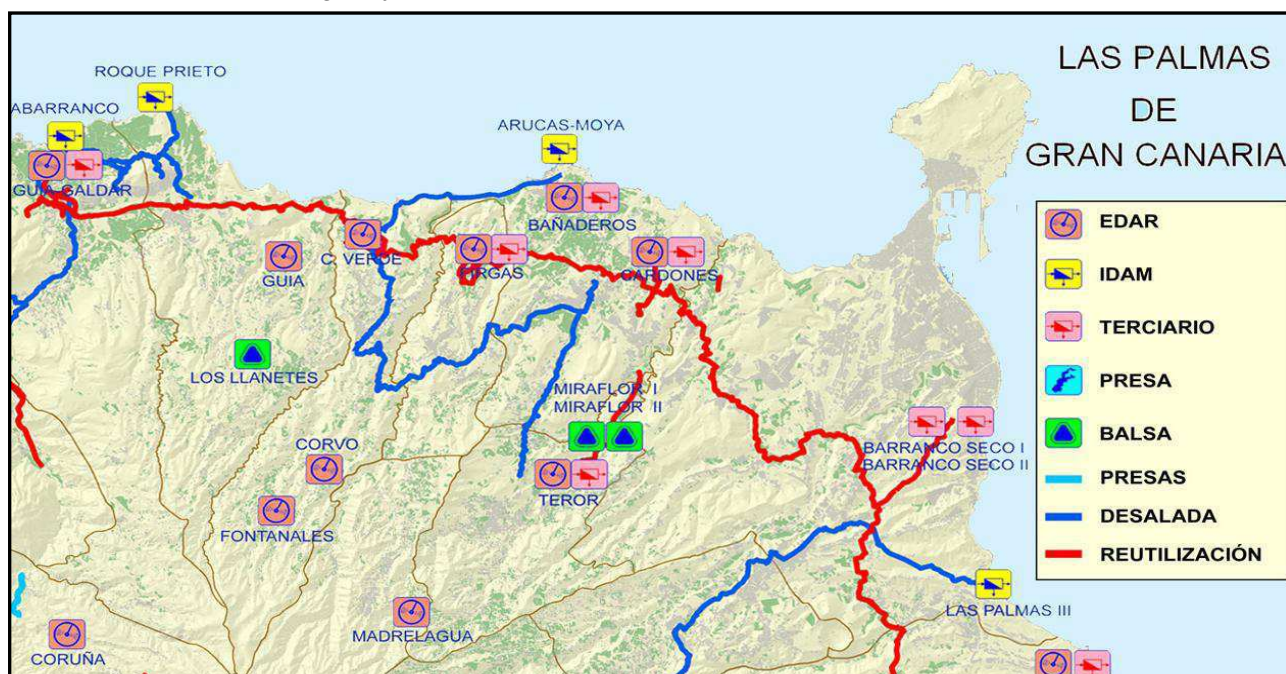 LAS PALMAS
DE
GRAN CANARIA
ROQUE PRIETO
ABARRANCO
GUIA-GALDAR
ARUCAS-MOYA
BAÑADEROS
C. VERDE
GUIA
FIRGAS
CARDONES
LOS LLANETES
MIRAFLOR I
MIRAFLOR II
CORVO
TEROR
BARRANCO SECO I
BARRANCO SECO II
FONTANALES
LAS PALMAS III
MADRELAGUA
CORUÑA
EDAR
IDAM
TERCIARIO
PRESA
BALSA
PRESAS
DESALADA
REUTILIZACIÓN